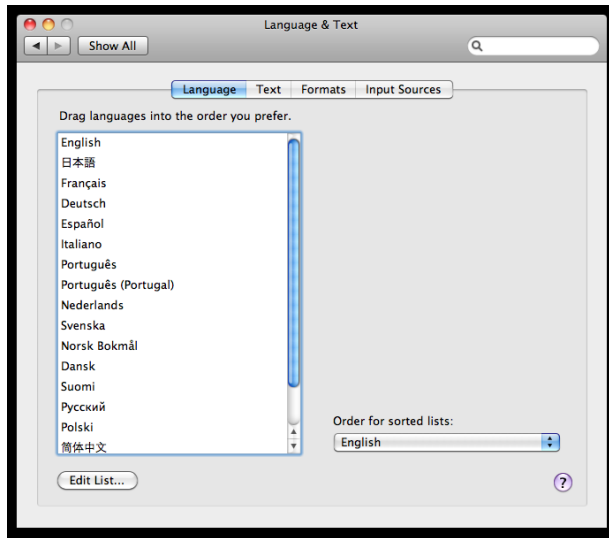 Language & Text
Show All
Language Text Formats Input Sources
Drag languages into the order you prefer.
English
日本語
Français
Deutsch
Español
Italiano
Português
Português (Portugal)
Nederlands
Svenska
Norsk Bokmål
Dansk
Suomi
Русский
Polski
简体中文
Order for sorted lists:
English
Edit List...
?